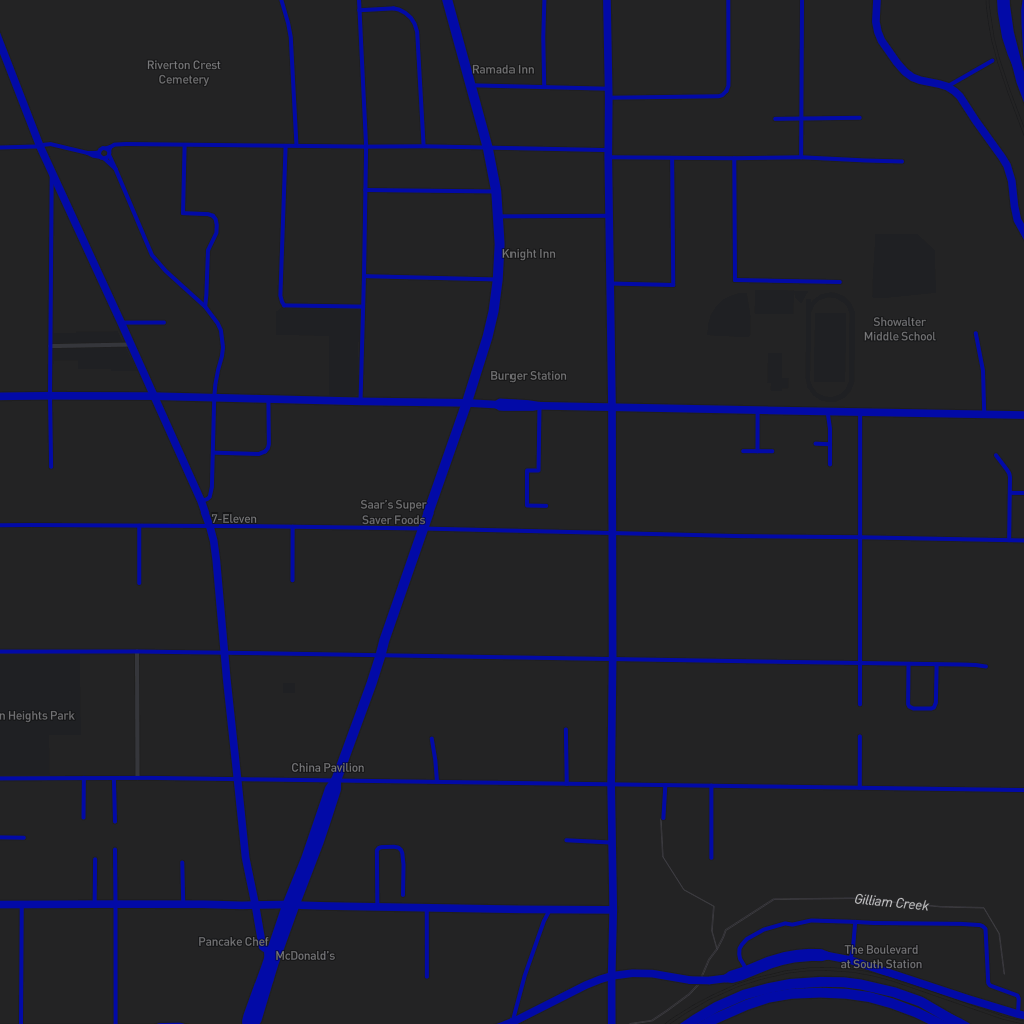 Riverton Crest
Cemetery
Ramada Inn
Knight Inn
Showalter
Middle School
Burger Station
Saar's Super
Saver Foods
7-Eleven
n Heights Park
China Pavilion
Gilliam Creek
Pancake Chef
McDonald's
The Boulevard
at South Station